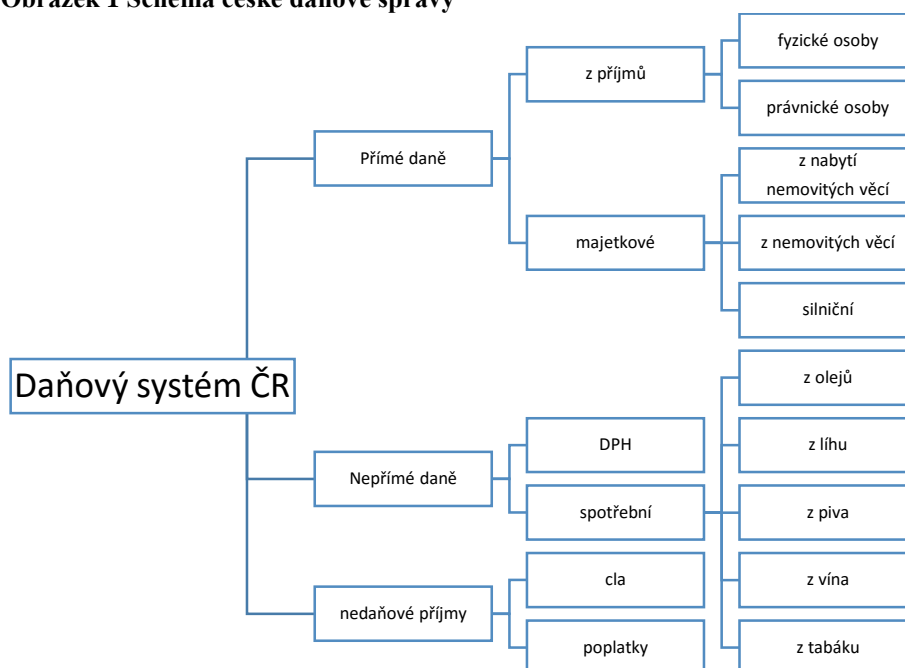 Obrázek 1 Schéma české daňové správy
fyzické osoby
z příjmů
právnické osoby
Přímé daně
z nabytí
nemovitých věcí
majetkové
z nemovitých věcí
silniční
Daňový systém ČR
z olejů
DPH
z líhu
Nepřímé daně
spotřební
z piva
cla
z vína
nedaňové příjmy
poplatky
z tabáku